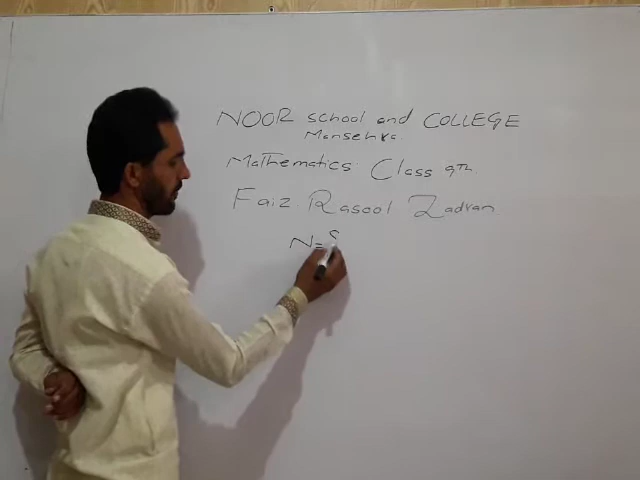 NOOR school and COLLEGE
Mansehra.
Mathematics Class 9Th
Faiz Rasool Zadran
N=